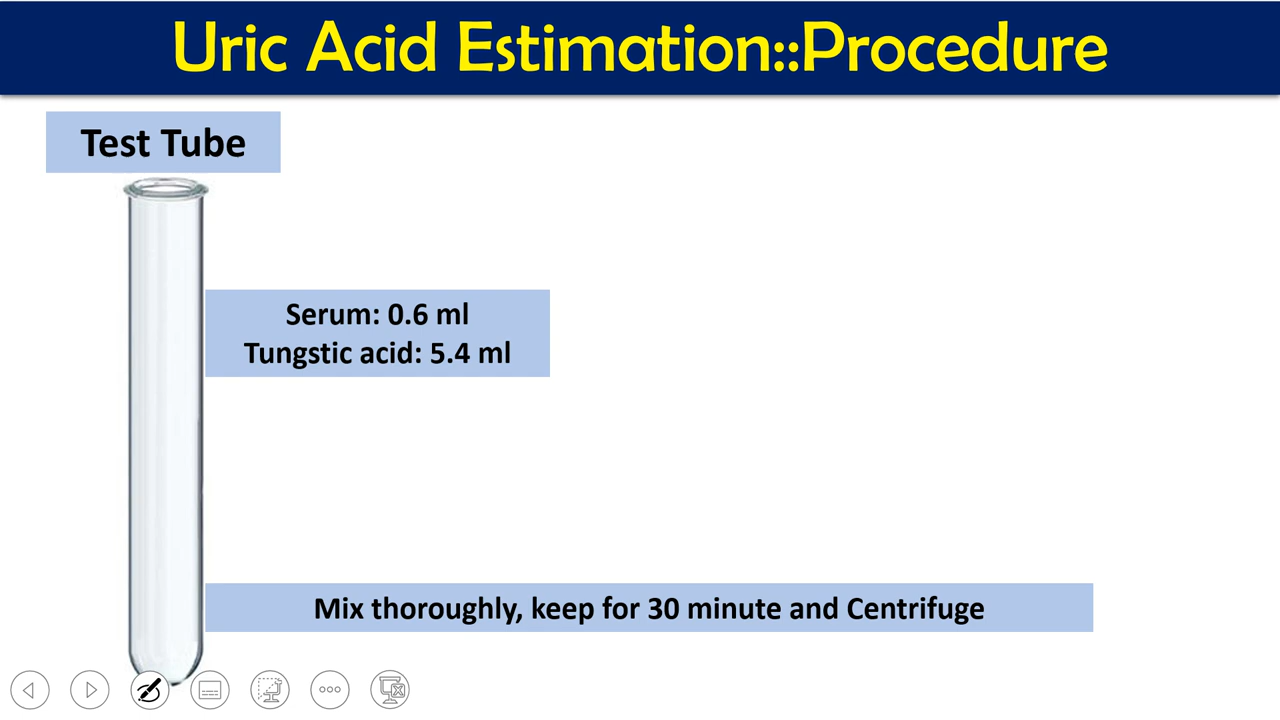 Uric Acid Estimation::Procedure
Test Tube
Serum: 0.6 ml
Tungstic acid: 5.4 ml
Mix thoroughly, keep for 30 minute and Centrifuge